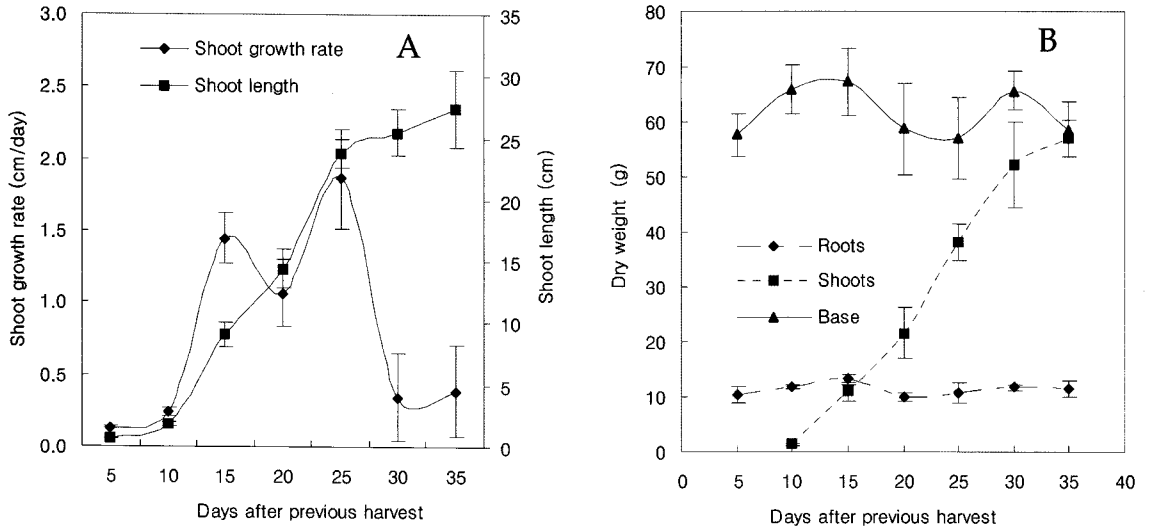 A
Shoot growth rate
Shoot length
Shoot growth rate (cm/day)
3.0
2.5
2.0
1.5
1.0
0.5
0.0
Shoot length (cm)
35
30
25
20
15
10
5
0
5 10 15 20 25 30 35
Days after previous harvest
B
Roots
Shoots
Base
Dry weight (g)
80
70
60
50
40
30
20
10
0
0 5 10 15 20 25 30 35 40
Days after previous harvest